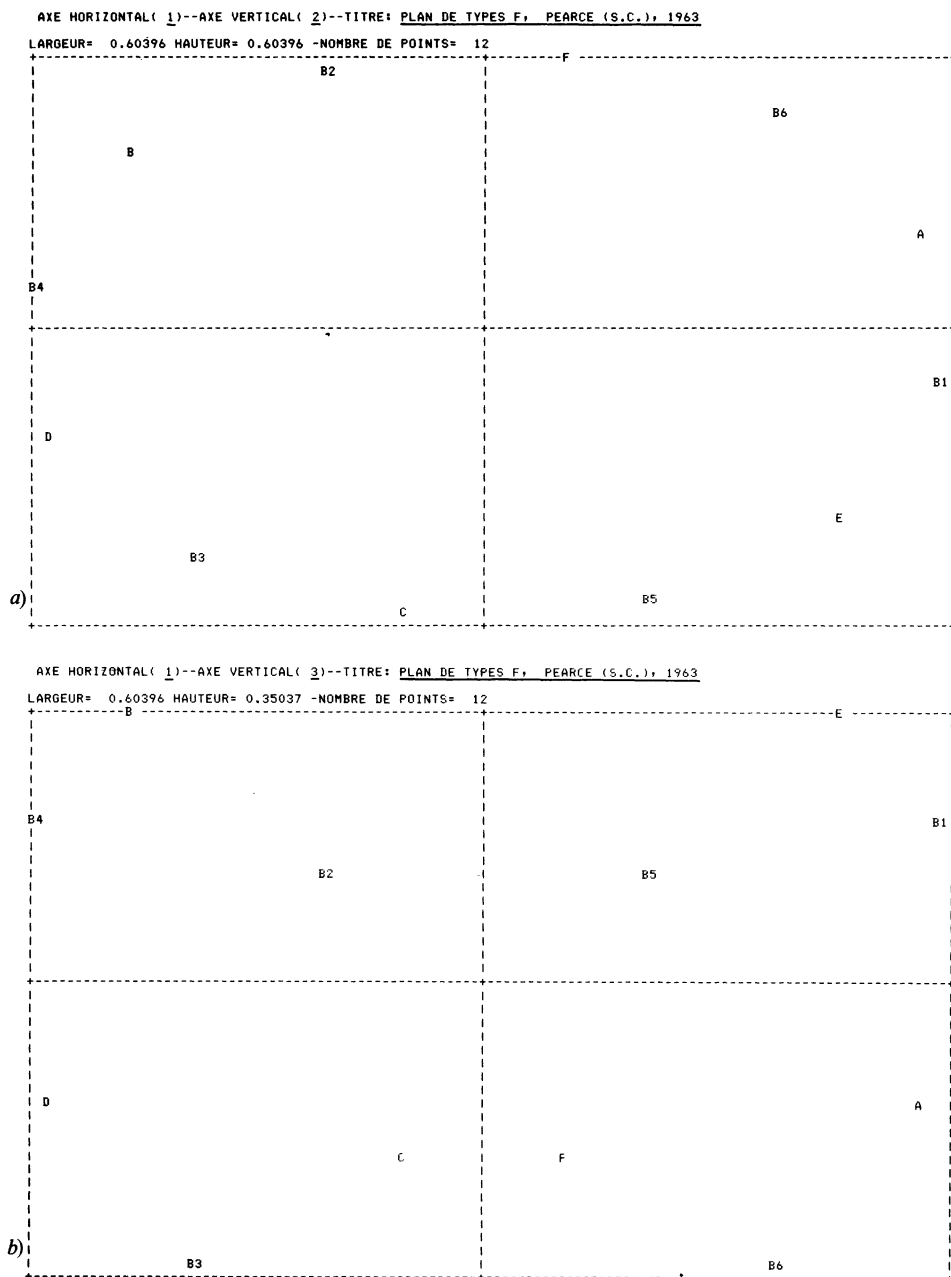 AXE HORIZONTAL( 1)--AXE VERTICAL( 2)--TITRE: PLAN DE TYPES F, PEARCE (S.C.), 1963
LARGEUR= 0.60396 HAUTEUR= 0.60396 -NOMBRE DE POINTS= 12
F
B2
B6
B
A
B4
B1
D
E
B3
a)
B5
C
AXE HORIZONTAL( 1)--AXE VERTICAL( 3)--TITRE: PLAN DE TYPES F, PEARCE (S.C.), 1963
LARGEUR= 0.60396 HAUTEUR= 0.35037 -NOMBRE DE POINTS= 12
B E
B4 B1
B2 B5
D A
C F
b)
B3 B6